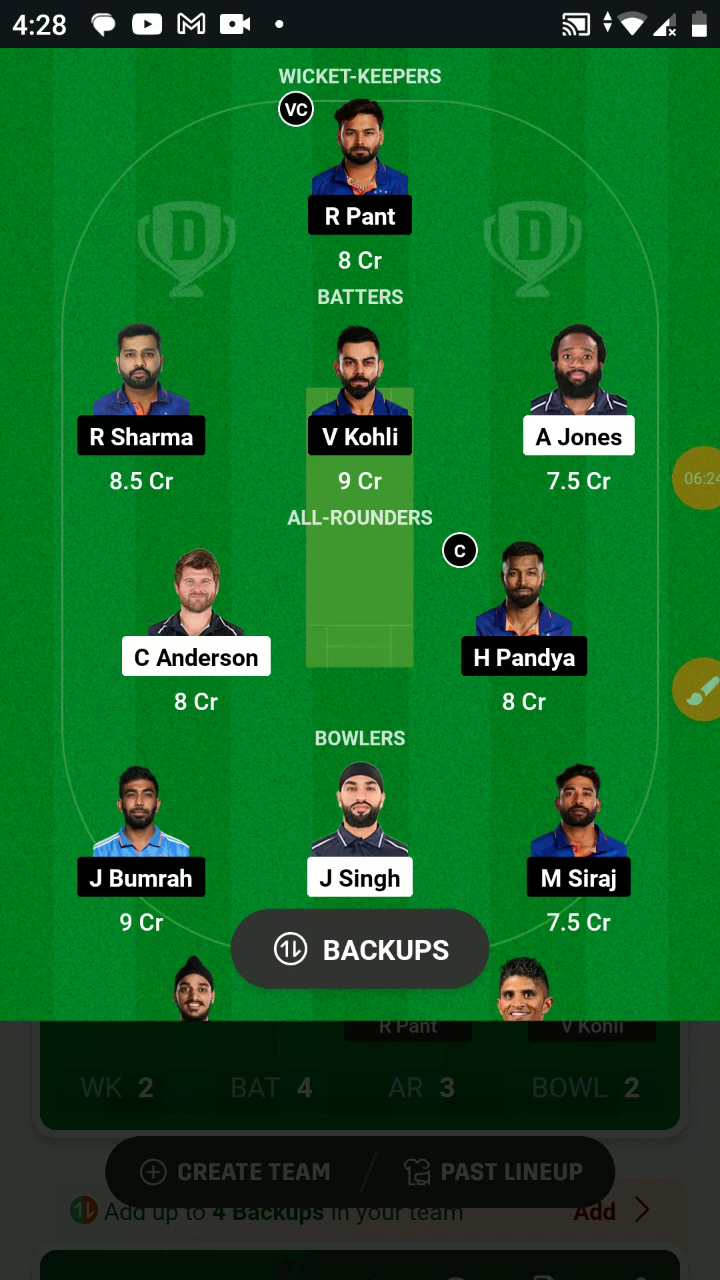 4:28
WICKET-KEEPERS
VC
R Pant
8 Cr
BATTERS
R Sharma
V Kohli
A Jones
8.5 Cr
9 Cr
7.5 Cr
ALL-ROUNDERS
C
C Anderson
H Pandya
8 Cr
8 Cr
BOWLERS
J Bumrah
J Singh
M Siraj
9 Cr
7.5 Cr
BACKUPS
R Pant
V Kohli
WK 2
BAT 4
AR 3
BOWL 2
CREATE TEAM
PAST LINEUP
Add up to 4 Backups in your team
Add